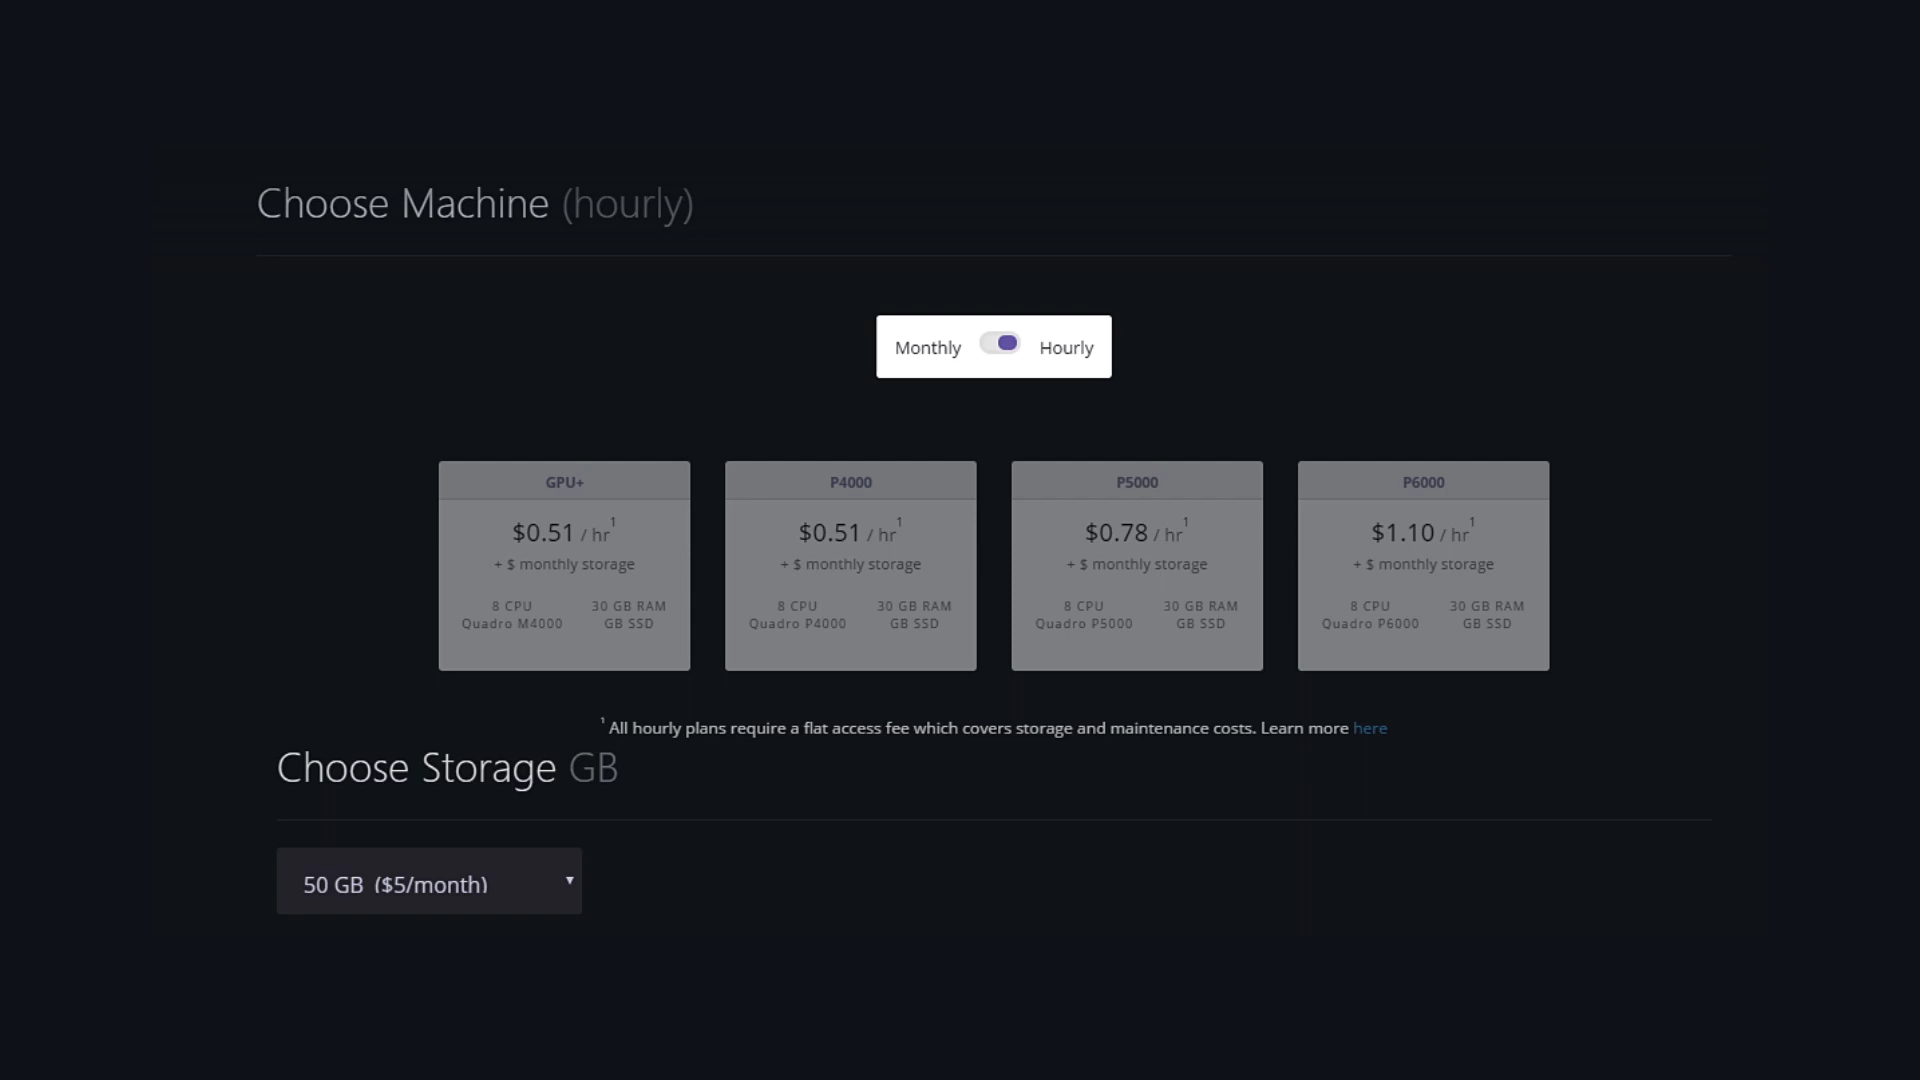 Choose Machine (hourly)
Monthly Hourly
GPU+
$0.51 / hr¹
+ $ monthly storage
8 CPU 30 GB RAM
Quadro M4000 GB SSD
P4000
$0.51 / hr¹
+ $ monthly storage
8 CPU 30 GB RAM
Quadro P4000 GB SSD
P5000
$0.78 / hr¹
+ $ monthly storage
8 CPU 30 GB RAM
Quadro P5000 GB SSD
P6000
$1.10 / hr¹
+ $ monthly storage
8 CPU 30 GB RAM
Quadro P6000 GB SSD
¹ All hourly plans require a flat access fee which covers storage and maintenance costs. Learn more here
Choose Storage GB
50 GB ($5/month)